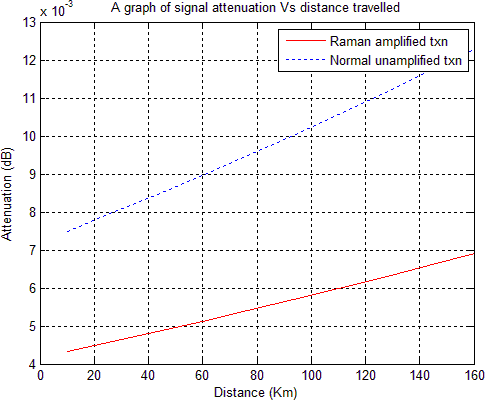 A graph of signal attenuation Vs distance travelled
x 10^-3
13
12
11
10
9
8
7
6
5
4
Attenuation (dB)
Raman amplified txn
Normal unamplified txn
0 20 40 60 80 100 120 140 160
Distance (Km)